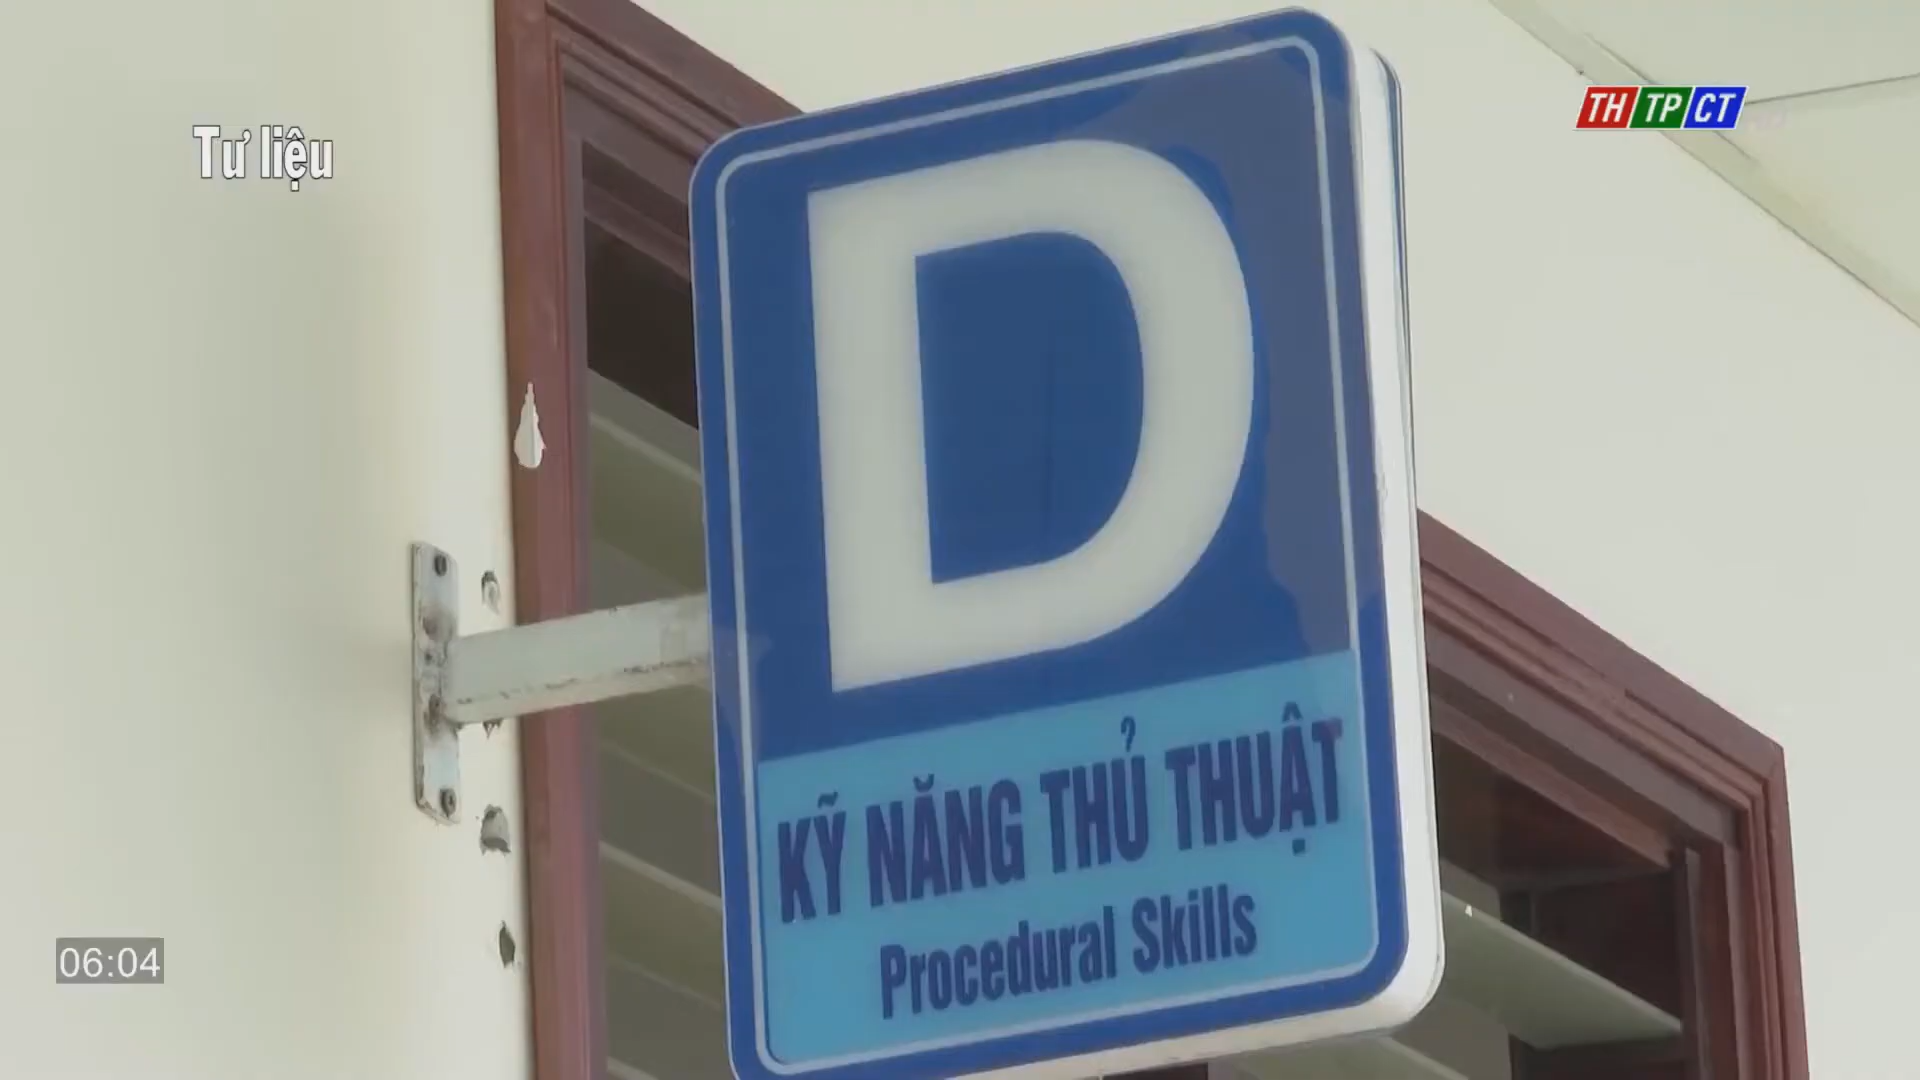 Tư liệu
THTPCT
D
KỸ NĂNG THỦ THUẬT
Procedural Skills
06:04